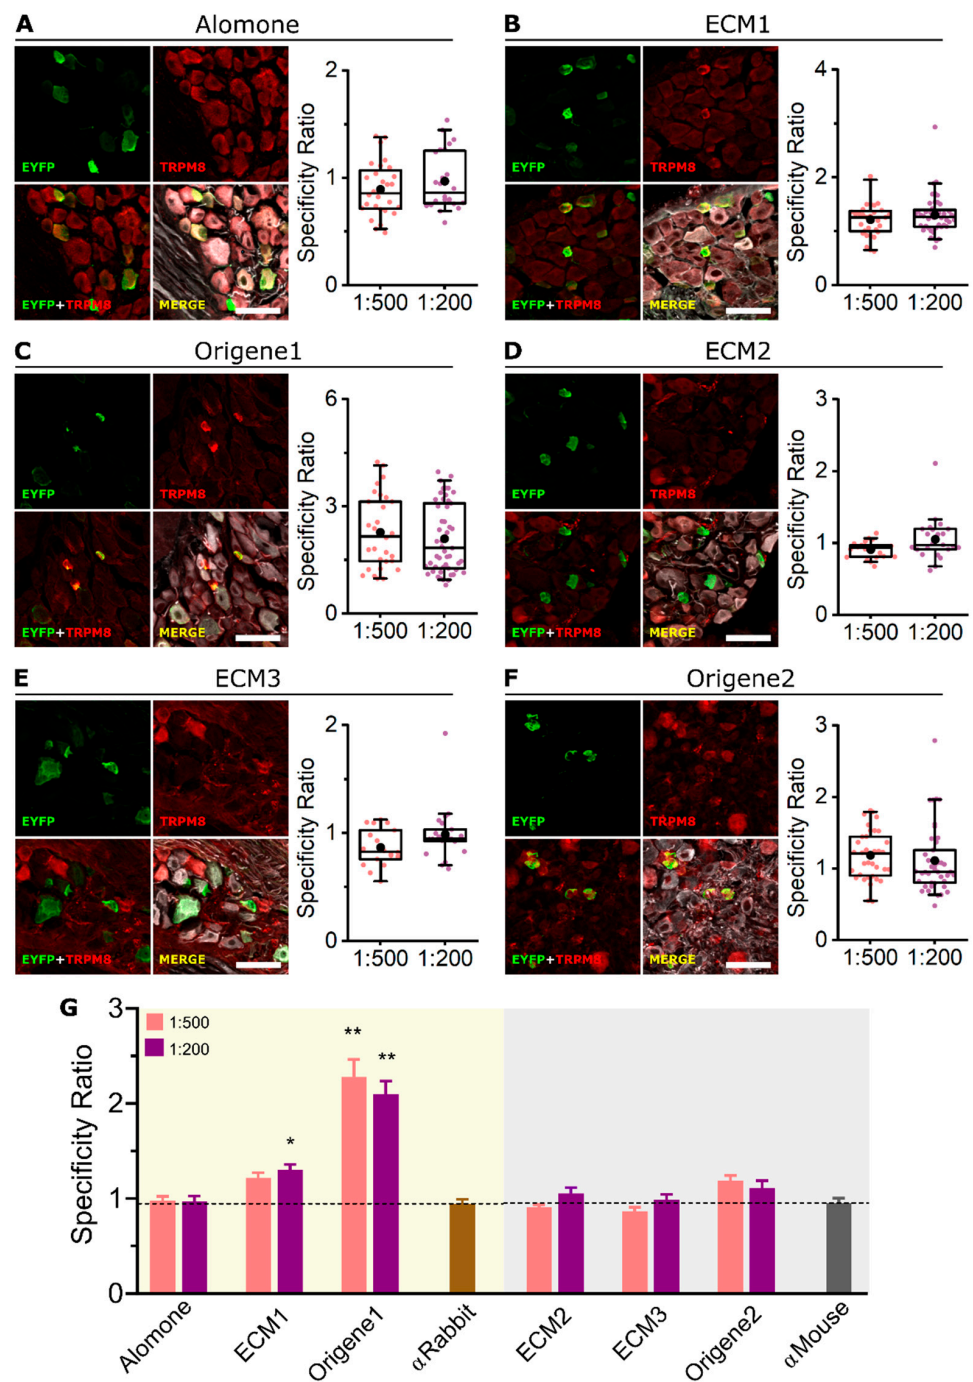 A Alomone
EYFP TRPM8
EYFP+TRPM8 MERGE
Specificity Ratio
2
1
0
1:500 1:200
B ECM1
EYFP TRPM8
EYFP+TRPM8 MERGE
Specificity Ratio
4
2
0
1:500 1:200
C Origene1
EYFP TRPM8
EYFP+TRPM8 MERGE
Specificity Ratio
6
3
0
1:500 1:200
D ECM2
EYFP TRPM8
EYFP+TRPM8 MERGE
Specificity Ratio
3
2
1
0
1:500 1:200
E ECM3
EYFP TRPM8
EYFP+TRPM8 MERGE
Specificity Ratio
2
1
0
1:500 1:200
F Origene2
EYFP TRPM8
EYFP+TRPM8 MERGE
Specificity Ratio
3
2
1
0
1:500 1:200
G
Specificity Ratio
3
2
1
0
1:500
1:200
*
**
**
Alomone
ECM1
Origene1
αRabbit
ECM2
ECM3
Origene2
αMouse